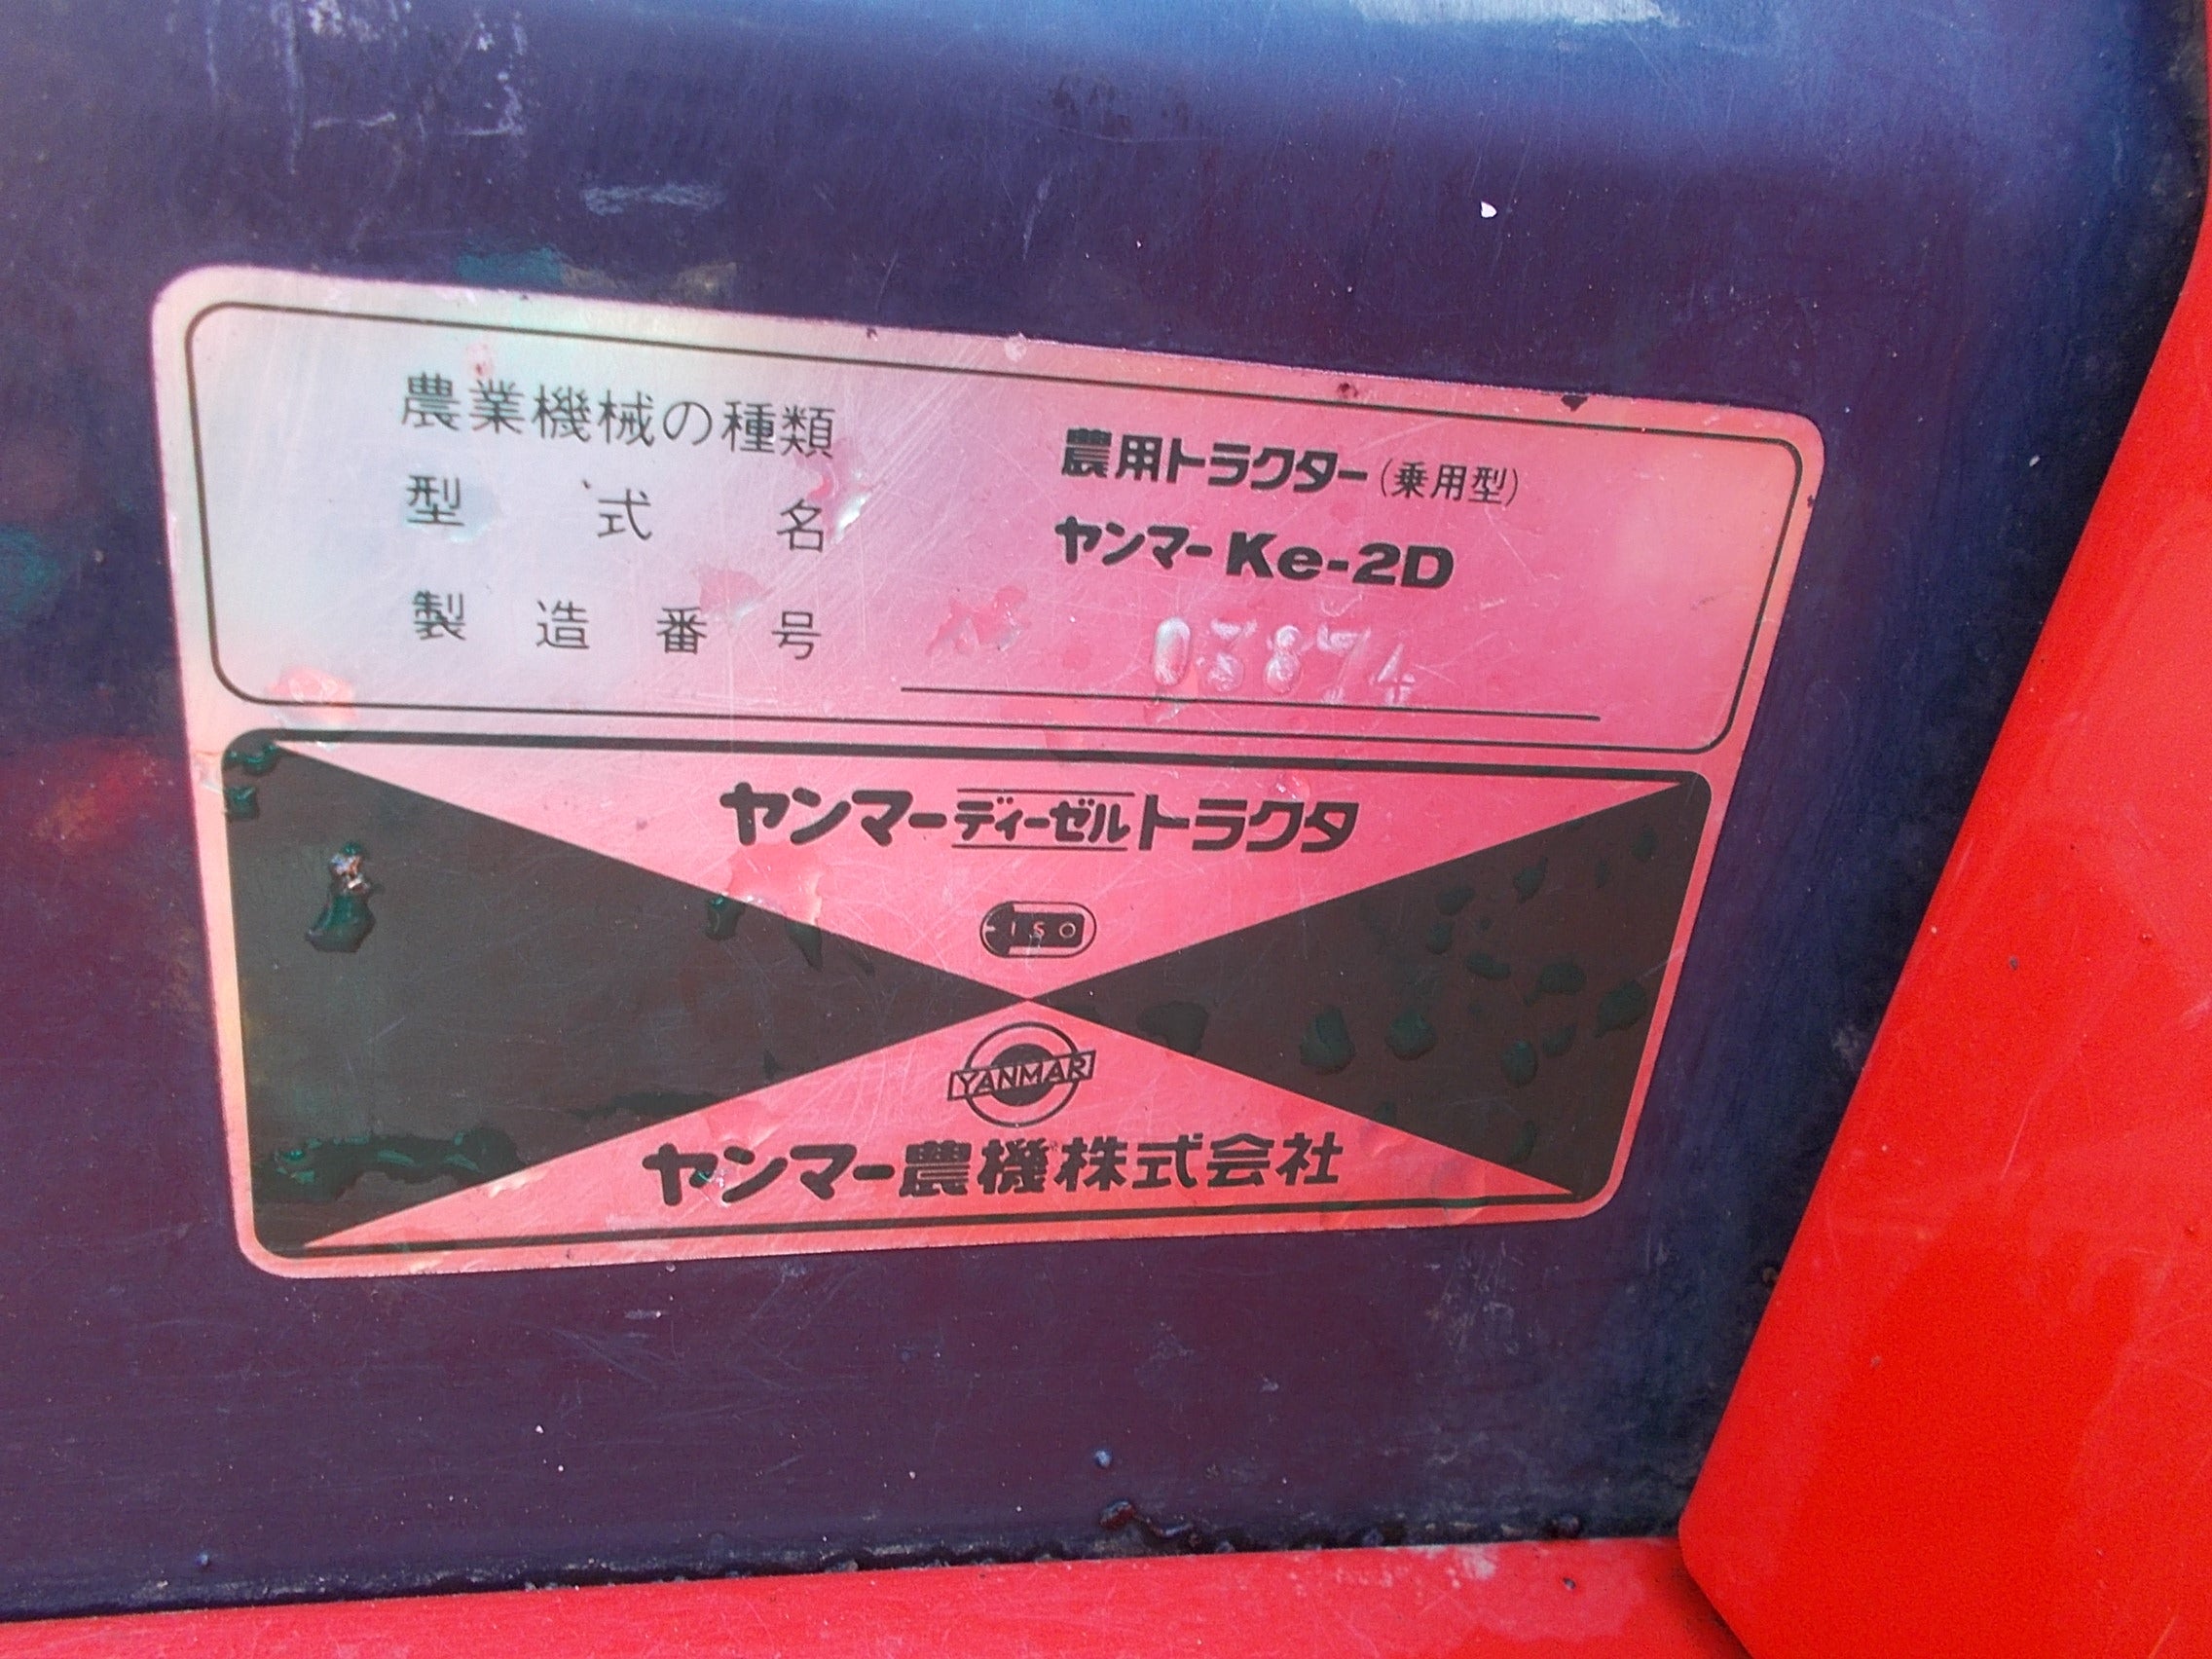 農業機械の種類 農用トラクター(乗用型)
型式名 ヤンマーKe-2D
製造番号 03874
ヤンマーディーゼルトラクタ
ISO
YANMAR
ヤンマー農機株式会社